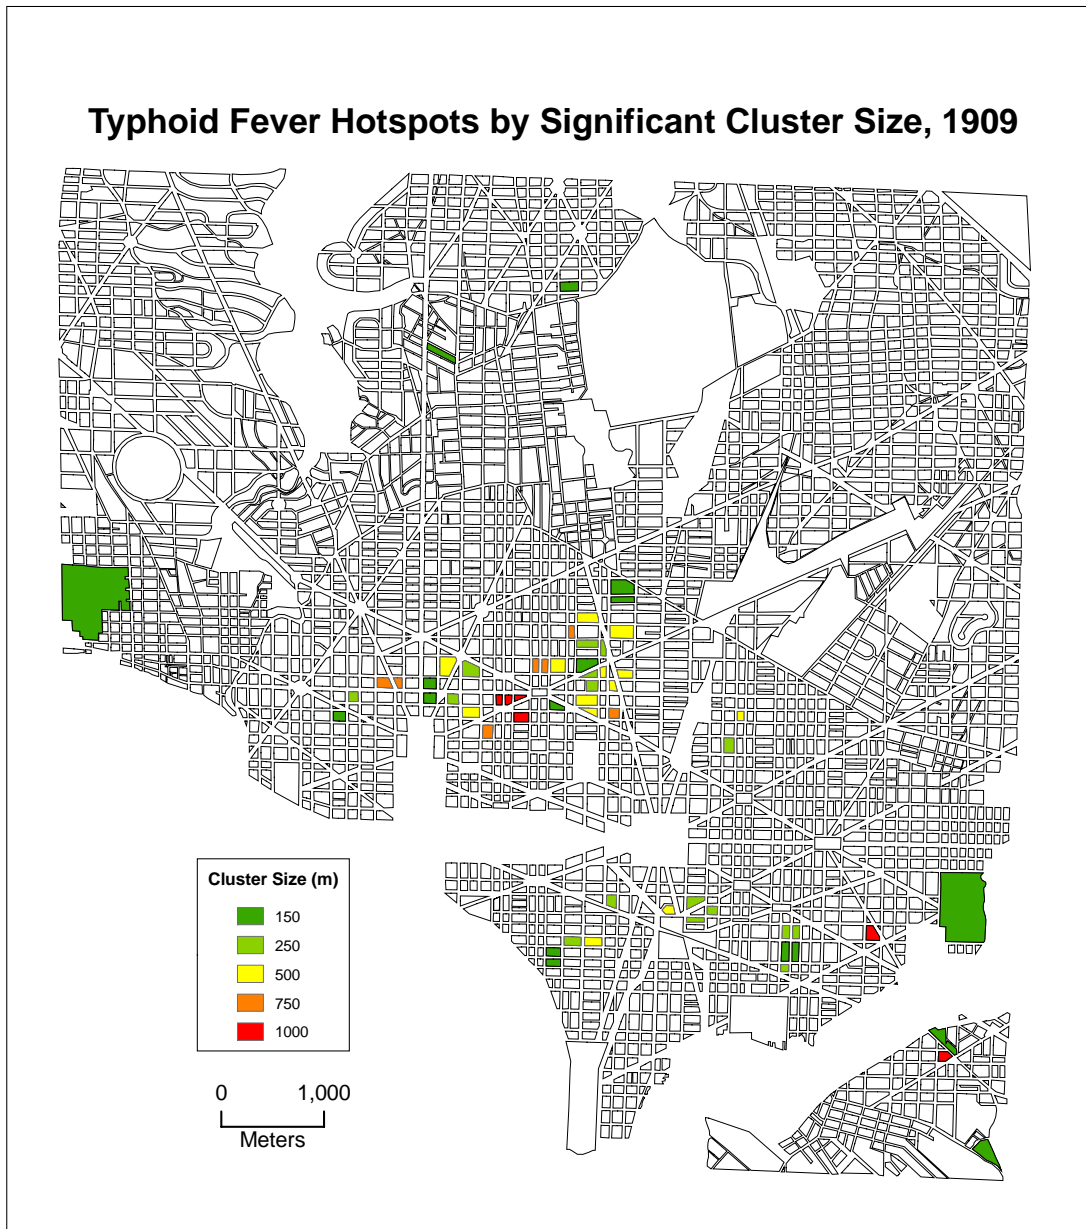 Typhoid Fever Hotspots by Significant Cluster Size, 1909
Cluster Size (m)
150
250
500
750
1000
0 1,000
Meters